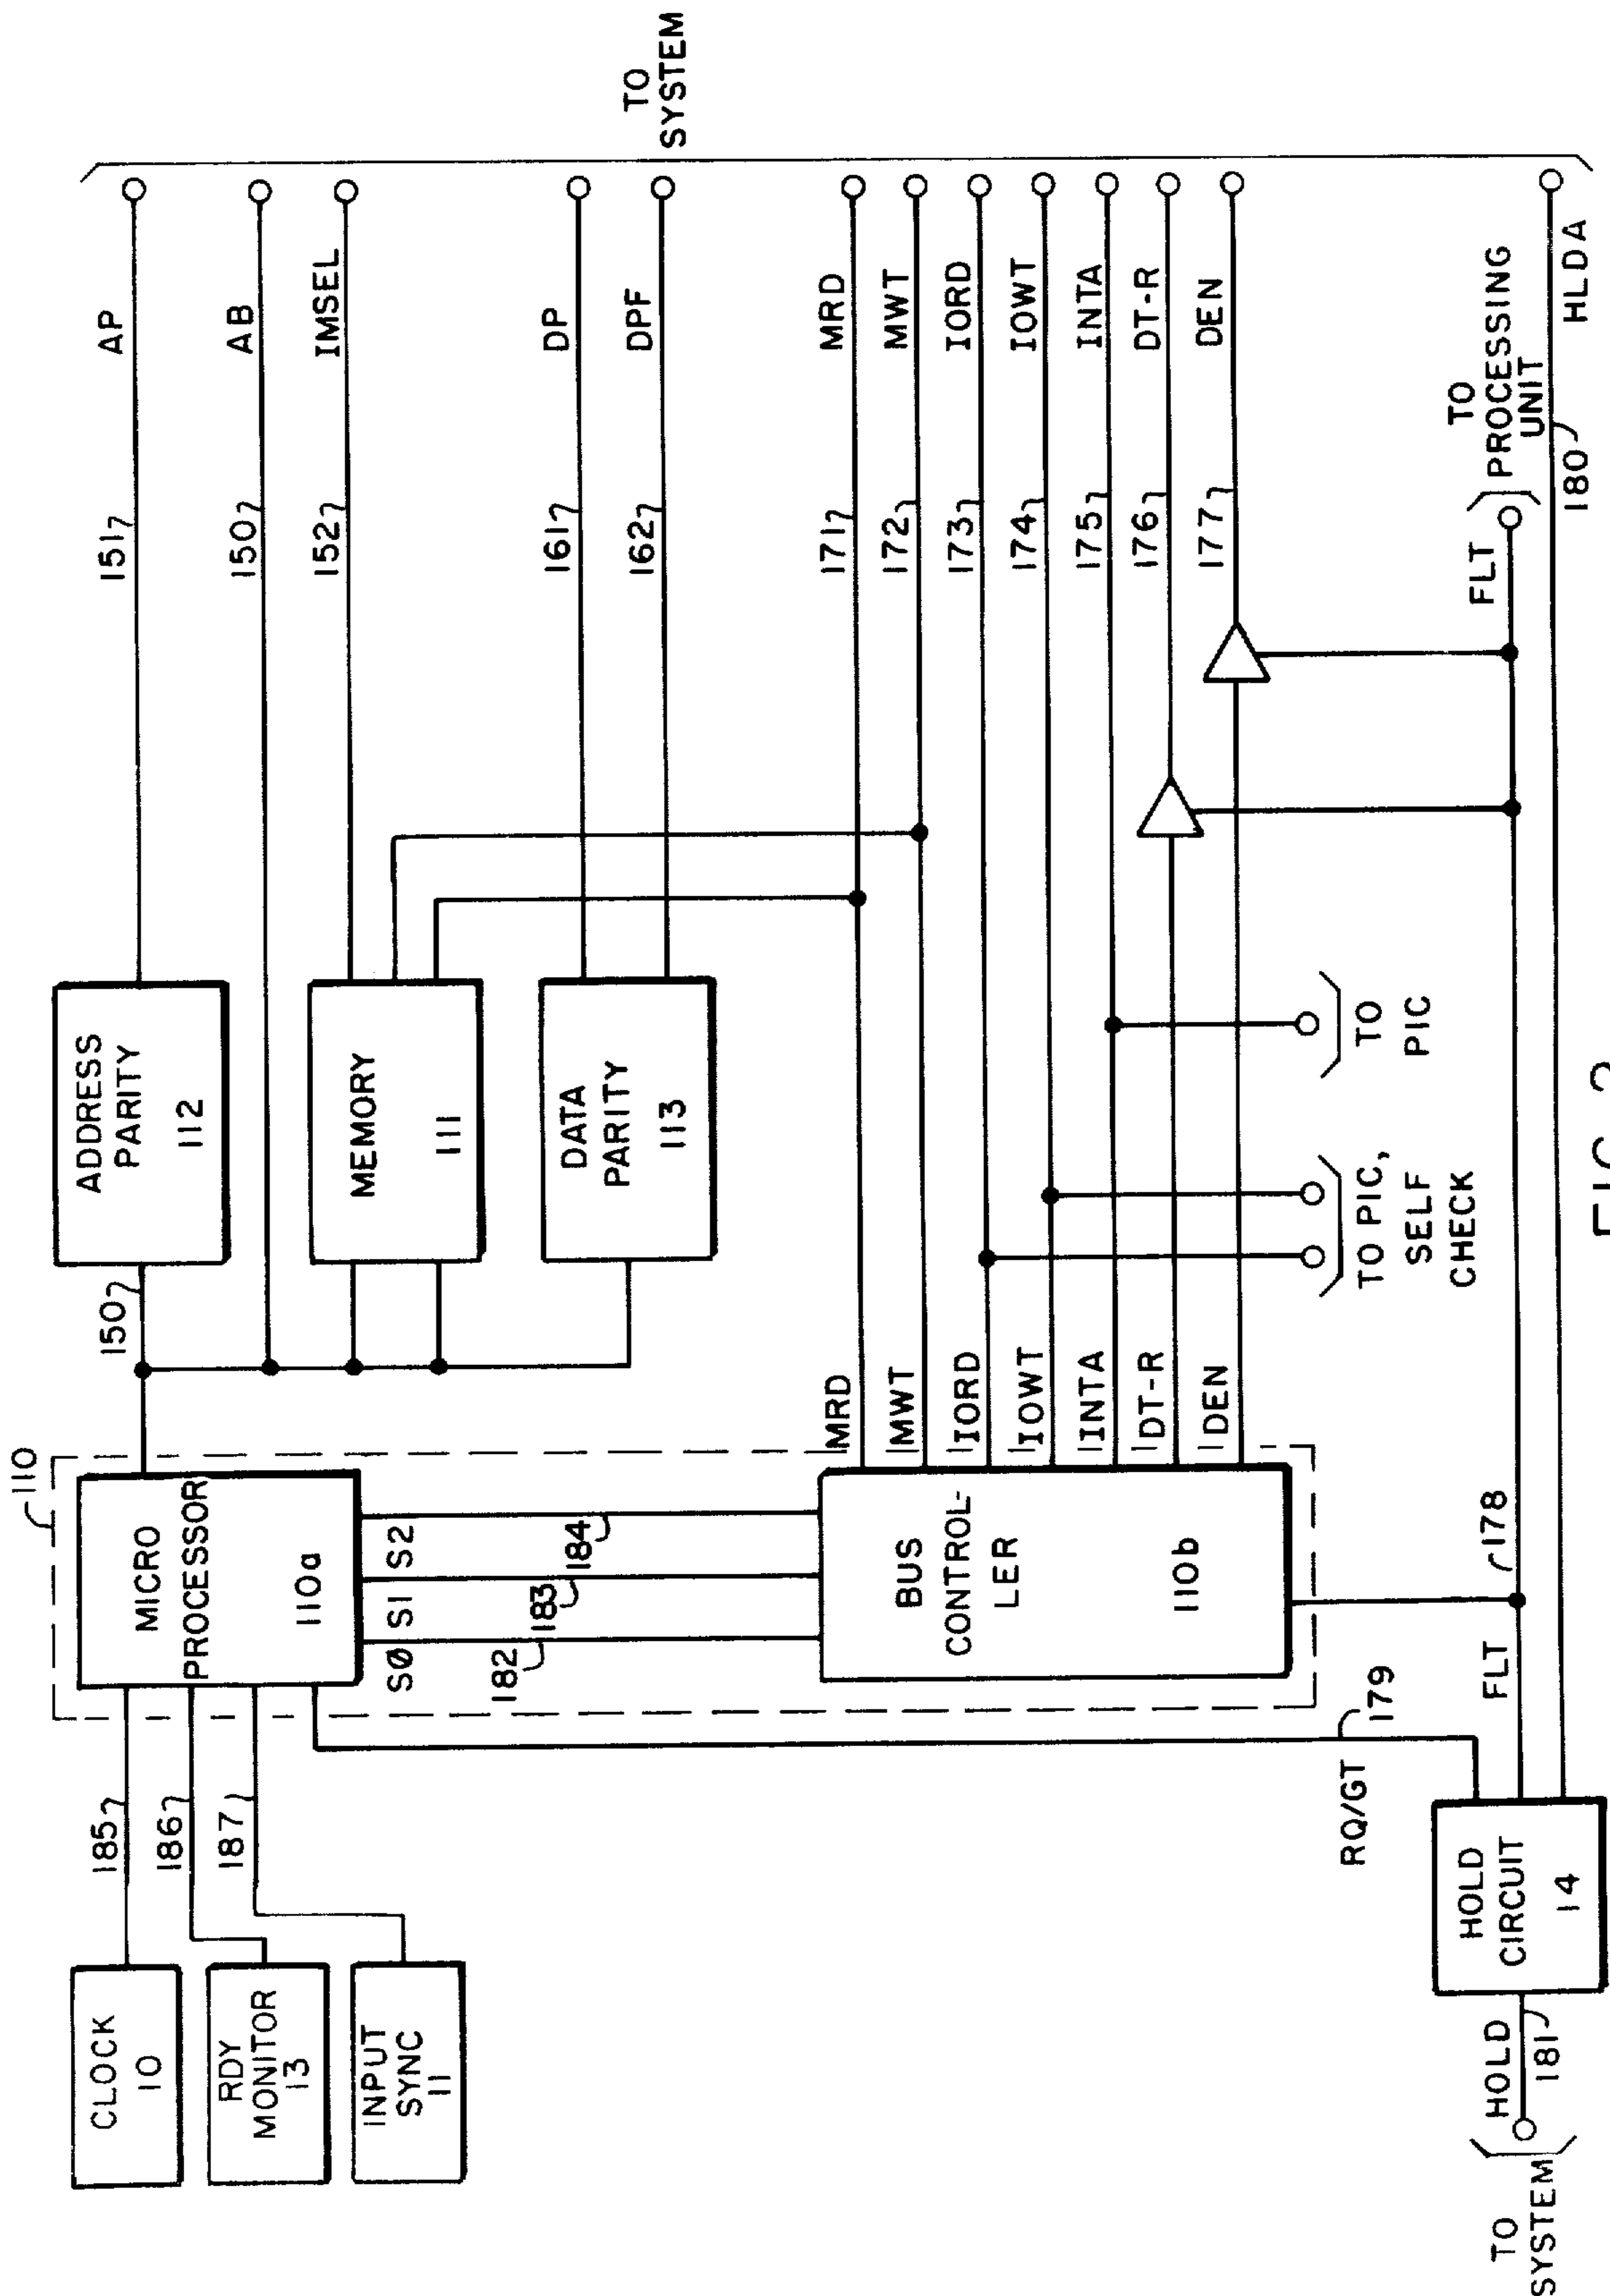 TO
SYSTEM
151
AP
150
AB
152
IMSEL
161
DP
162
DPF
171
MRD
172
MWT
173
IORD
174
IOWT
175
INTA
176
DT-R
177
DEN
ADDRESS
PARITY
112
MEMORY
111
DATA
PARITY
113
150
110
MICRO
PROCESSOR
110a
SØ
S1
S2
182
183
184
BUS
CONTROL-
LER
110b
MRD
MWT
IORD
IOWT
INTA
DT-R
DEN
CLOCK
10
RDY
MONITOR
13
INPUT
SYNC
11
185
186
187
TO PIC,
SELF
CHECK
TO
PIC
RQ/GT
179
FLT
178
FLT
TO
PROCESSING
UNIT
180
HLDA
HOLD
CIRCUIT
14
HOLD
181
TO
SYSTEM